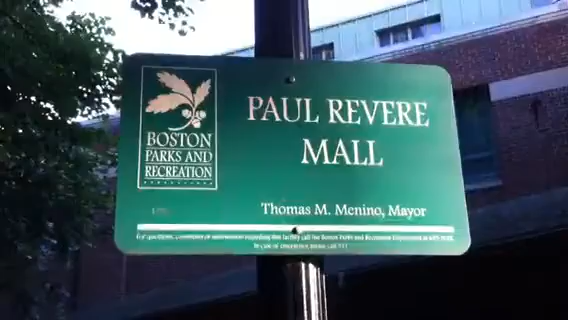 BOSTON
PARKS AND
RECREATION
PAUL REVERE
MALL
Thomas M. Menino, Mayor